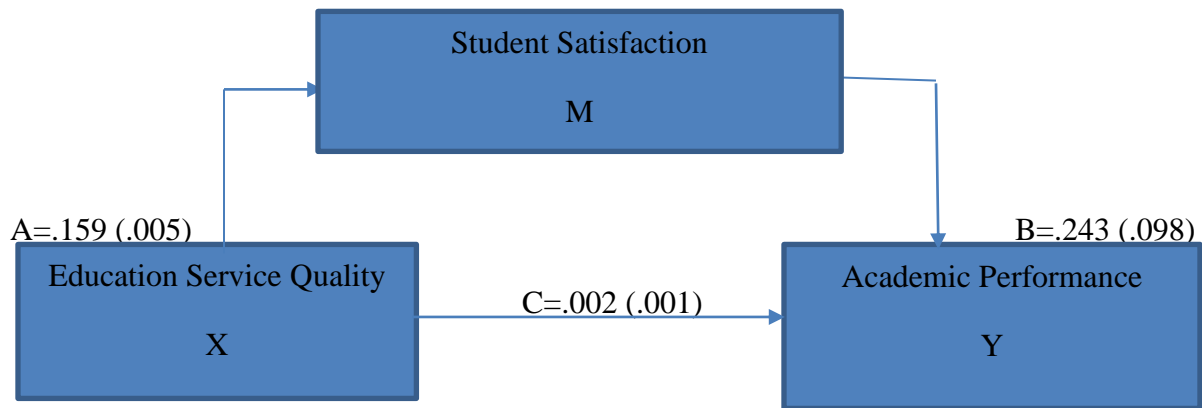 Student Satisfaction
M
A=.159 (.005)
B=.243 (.098)
Education Service Quality
X
C=.002 (.001)
Academic Performance
Y